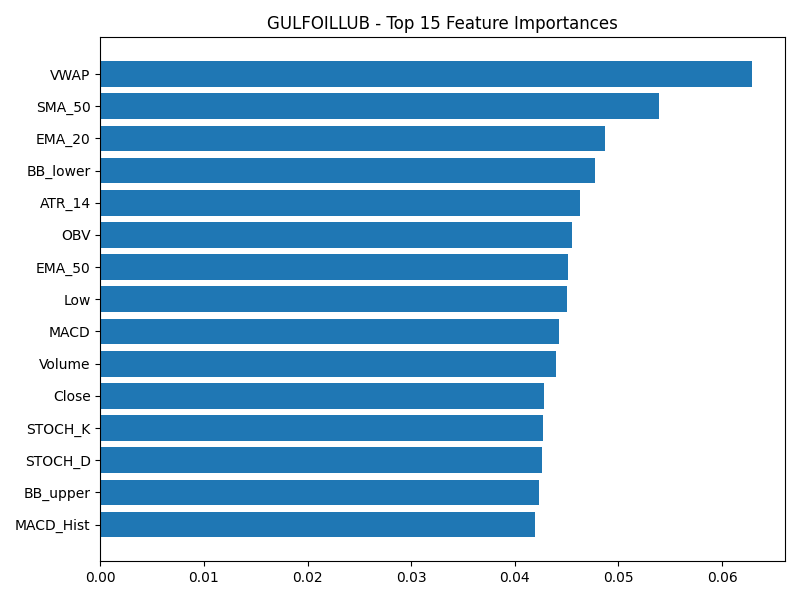 GULFOILLUB - Top 15 Feature Importances
VWAP
SMA_50
EMA_20
BB_lower
ATR_14
OBV
EMA_50
Low
MACD
Volume
Close
STOCH_K
STOCH_D
BB_upper
MACD_Hist
0.00 0.01 0.02 0.03 0.04 0.05 0.06